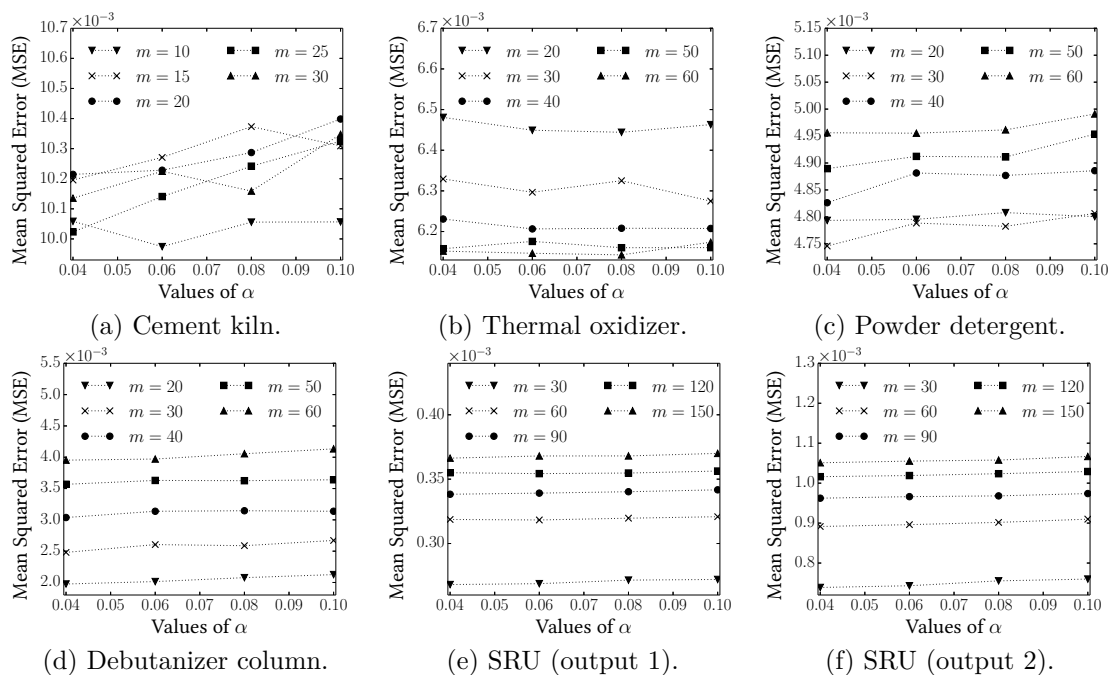 ×10⁻³
10.7
10.6
10.5
10.4
10.3
10.2
10.1
10.0
Mean Squared Error (MSE)
m = 10
m = 15
m = 20
m = 25
m = 30
0.04 0.05 0.06 0.07 0.08 0.09 0.10
Values of α
(a) Cement kiln.
×10⁻³
6.7
6.6
6.5
6.4
6.3
6.2
Mean Squared Error (MSE)
m = 20
m = 30
m = 40
m = 50
m = 60
0.04 0.05 0.06 0.07 0.08 0.09 0.10
Values of α
(b) Thermal oxidizer.
×10⁻³
5.15
5.10
5.05
5.00
4.95
4.90
4.85
4.80
4.75
Mean Squared Error (MSE)
m = 20
m = 30
m = 40
m = 50
m = 60
0.04 0.05 0.06 0.07 0.08 0.09 0.10
Values of α
(c) Powder detergent.
×10⁻³
5.5
5.0
4.5
4.0
3.5
3.0
2.5
2.0
Mean Squared Error (MSE)
m = 20
m = 30
m = 40
m = 50
m = 60
0.04 0.05 0.06 0.07 0.08 0.09 0.10
Values of α
(d) Debutanizer column.
×10⁻³
0.40
0.35
0.30
Mean Squared Error (MSE)
m = 30
m = 60
m = 90
m = 120
m = 150
0.04 0.05 0.06 0.07 0.08 0.09 0.10
Values of α
(e) SRU (output 1).
×10⁻³
1.3
1.2
1.1
1.0
0.9
0.8
Mean Squared Error (MSE)
m = 30
m = 60
m = 90
m = 120
m = 150
0.04 0.05 0.06 0.07 0.08 0.09 0.10
Values of α
(f) SRU (output 2).